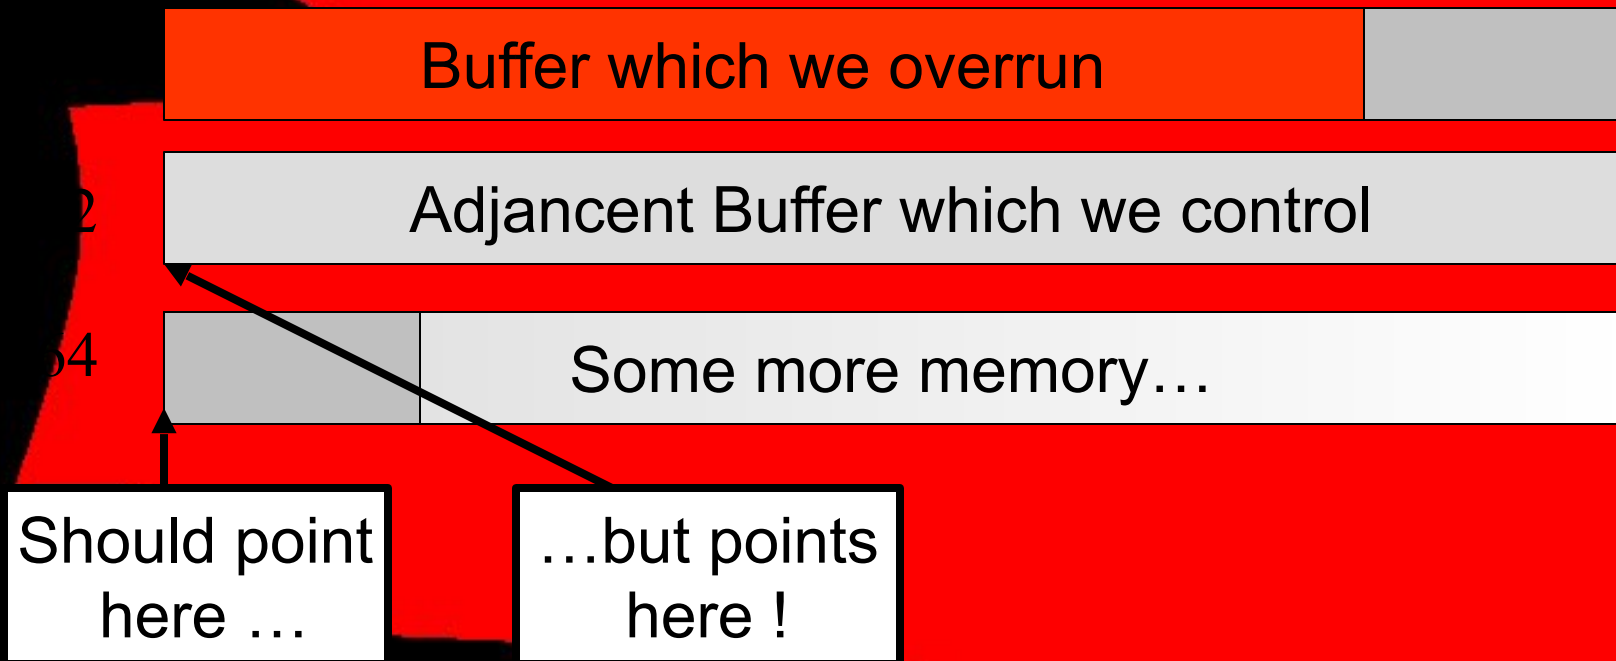 Buffer which we overrun
Adjancent Buffer which we control
Some more memory…
Should point
here …
…but points
here !